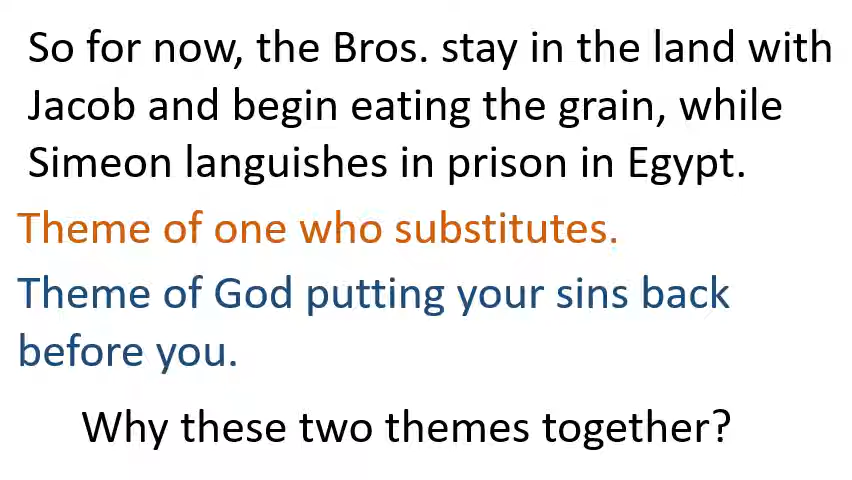 So for now, the Bros. stay in the land with
Jacob and begin eating the grain, while
Simeon languishes in prison in Egypt.
Theme of one who substitutes.
Theme of God putting your sins back
before you.
Why these two themes together?